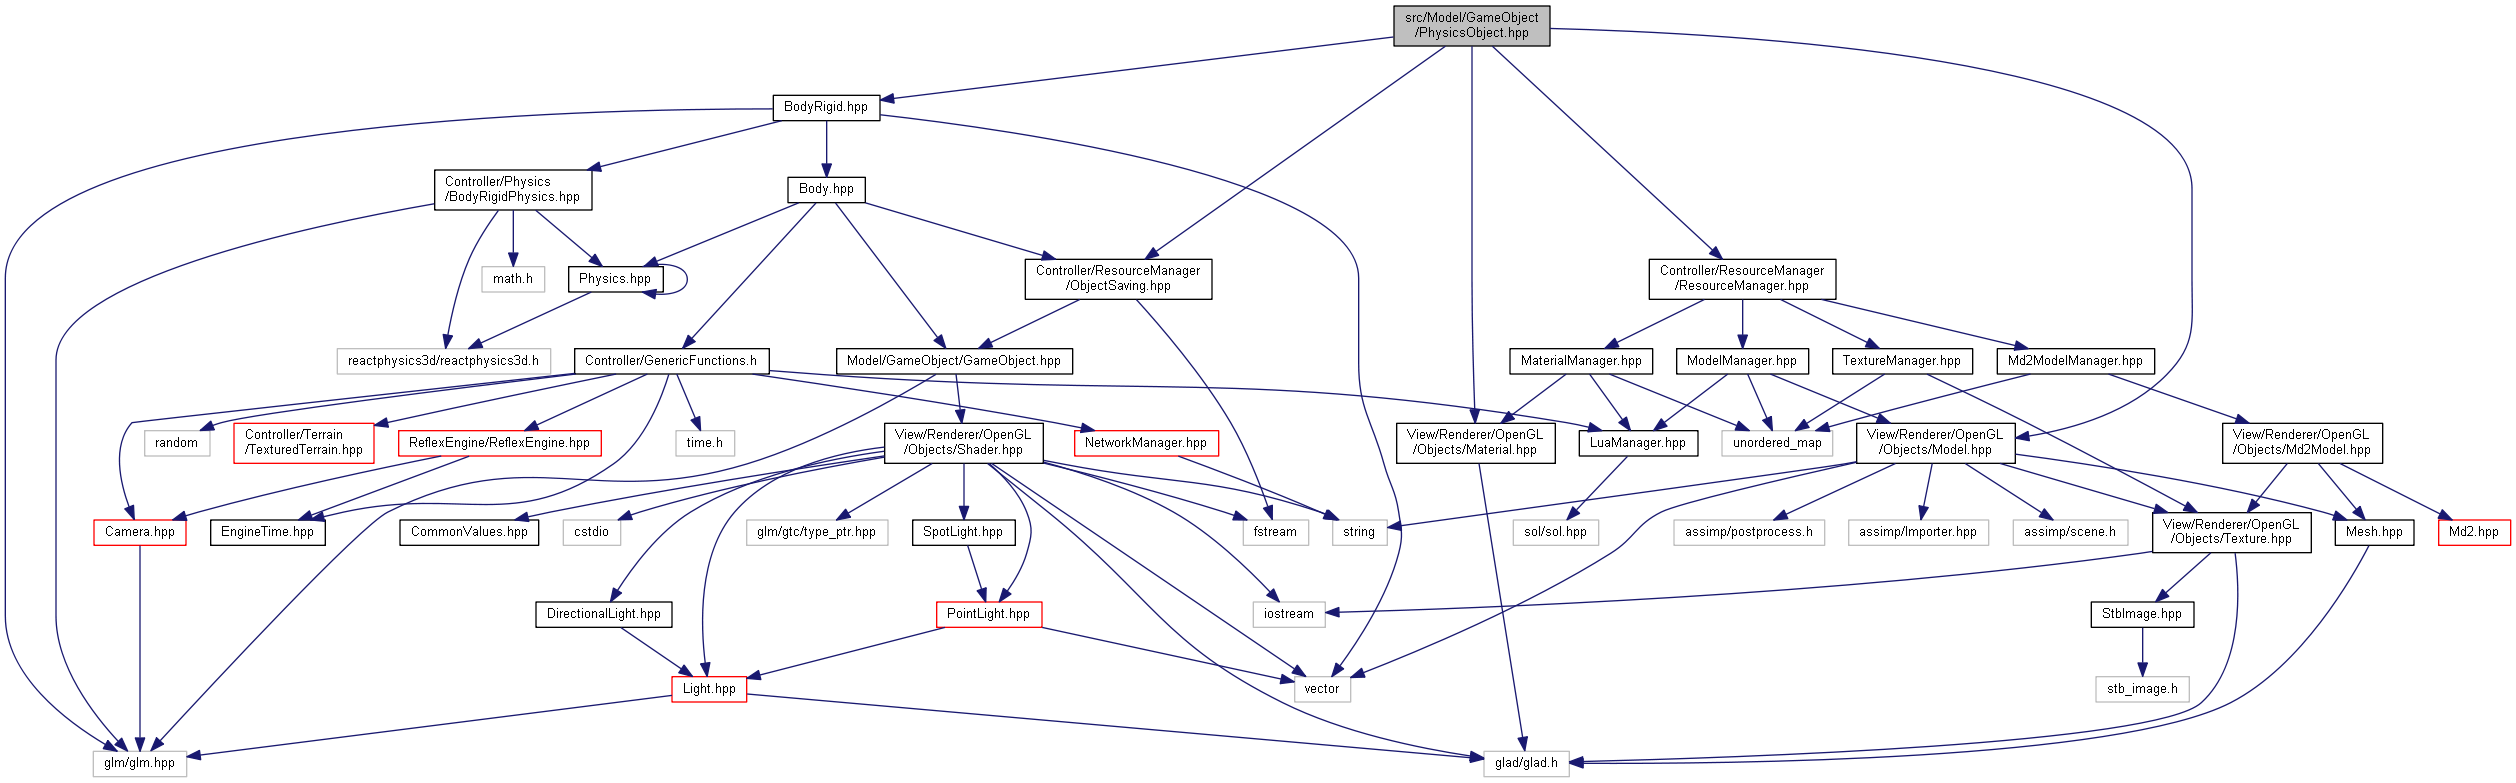 src/Model/GameObject
/PhysicsObject.hpp
BodyRigid.hpp
Controller/Physics
/BodyRigidPhysics.hpp
Body.hpp
math.h
Physics.hpp
Controller/ResourceManager
/ObjectSaving.hpp
Controller/ResourceManager
/ResourceManager.hpp
reactphysics3d/reactphysics3d.h
Controller/GenericFunctions.h
Model/GameObject/GameObject.hpp
MaterialManager.hpp
ModelManager.hpp
TextureManager.hpp
Md2ModelManager.hpp
random
Controller/Terrain
/TexturedTerrain.hpp
ReflexEngine/ReflexEngine.hpp
time.h
View/Renderer/OpenGL
/Objects/Shader.hpp
NetworkManager.hpp
View/Renderer/OpenGL
/Objects/Material.hpp
LuaManager.hpp
unordered_map
View/Renderer/OpenGL
/Objects/Model.hpp
View/Renderer/OpenGL
/Objects/Md2Model.hpp
Camera.hpp
EngineTime.hpp
CommonValues.hpp
cstdio
glm/gtc/type_ptr.hpp
SpotLight.hpp
fstream
string
sol/sol.hpp
assimp/postprocess.h
assimp/Importer.hpp
assimp/scene.h
View/Renderer/OpenGL
/Objects/Texture.hpp
Mesh.hpp
Md2.hpp
DirectionalLight.hpp
PointLight.hpp
iostream
StbImage.hpp
Light.hpp
vector
stb_image.h
glm/glm.hpp
glad/glad.h